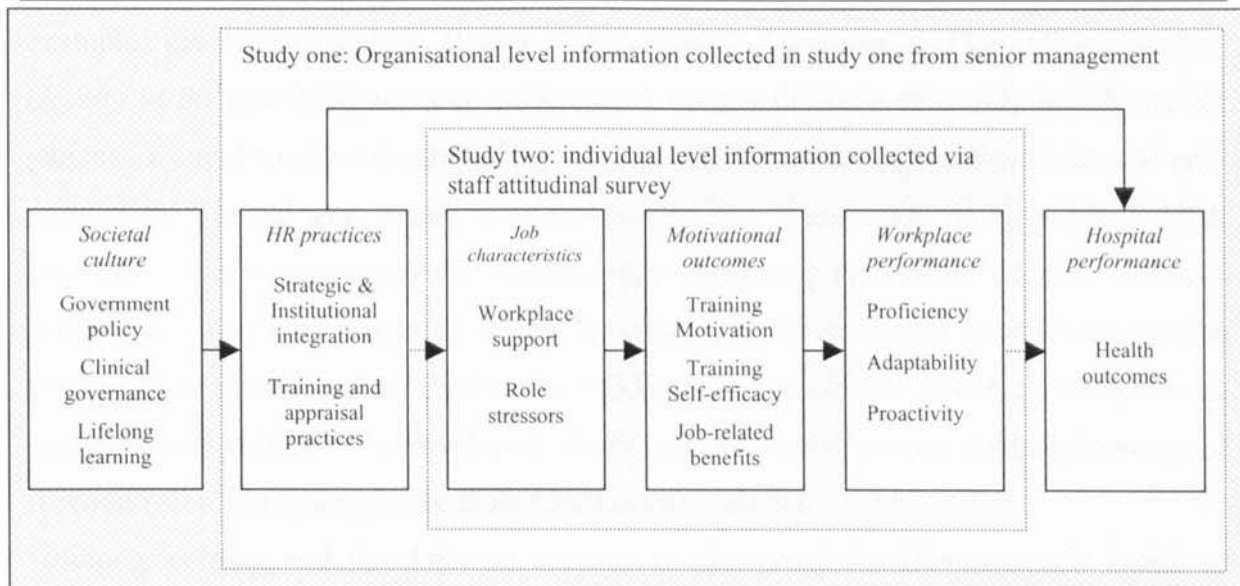 Study one: Organisational level information collected in study one from senior management
Study two: individual level information collected via
staff attitudinal survey
Societal
culture
Government
policy
Clinical
governance
Lifelong
learning
HR practices
Strategic &
Institutional
integration
Training and
appraisal
practices
Job
characteristics
Workplace
support
Role
stressors
Motivational
outcomes
Training
Motivation
Training
Self-efficacy
Job-related
benefits
Workplace
performance
Proficiency
Adaptability
Proactivity
Hospital
performance
Health
outcomes